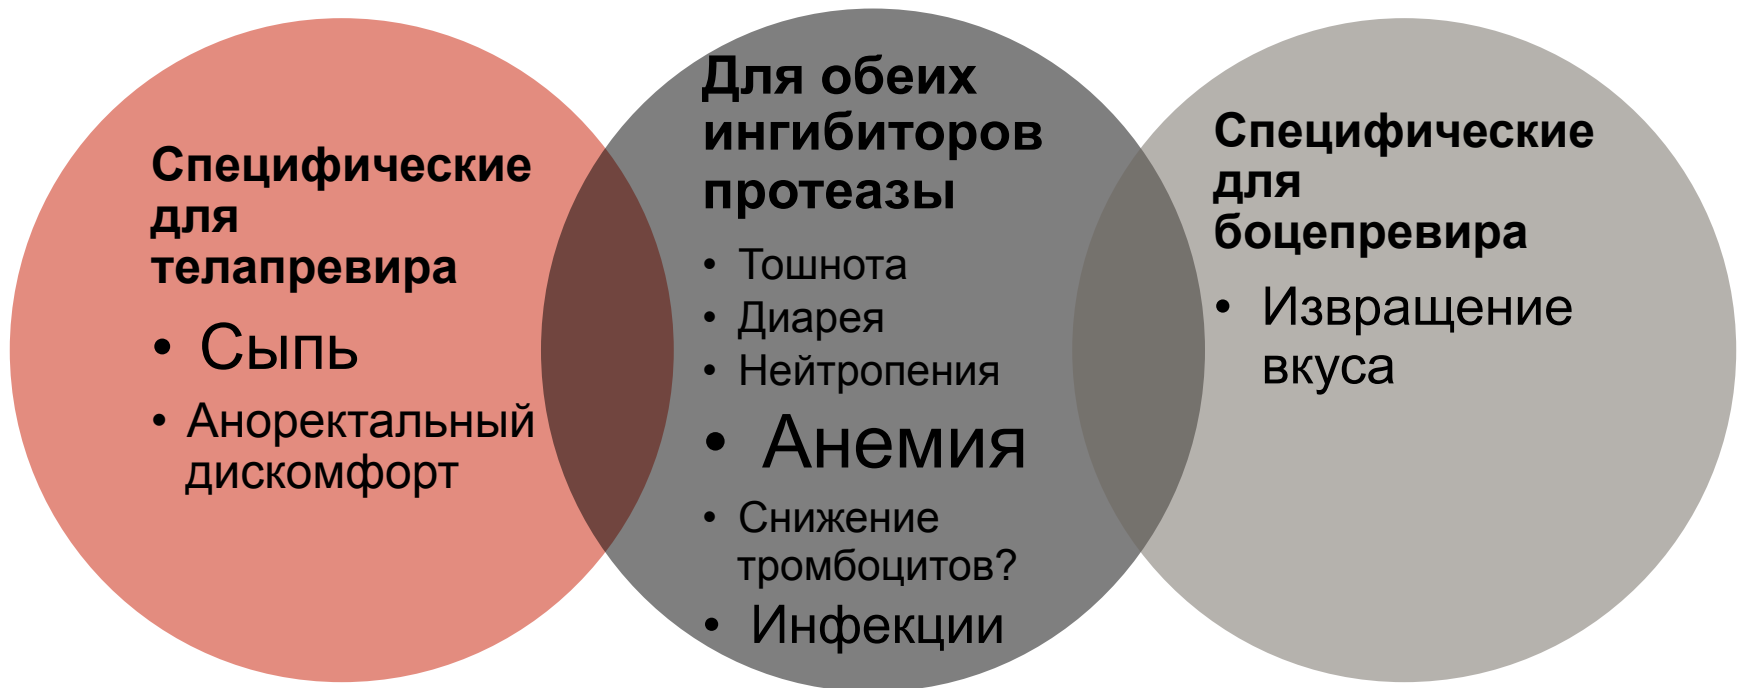 Специфические
для
телапревира
• Сыпь
• Аноректальный
дискомфорт
Для обеих
ингибиторов
протеазы
• Тошнота
• Диарея
• Нейтропения
• Анемия
• Снижение
тромбоцитов?
• Инфекции
Специфические
для
боцепревира
• Извращение
вкуса